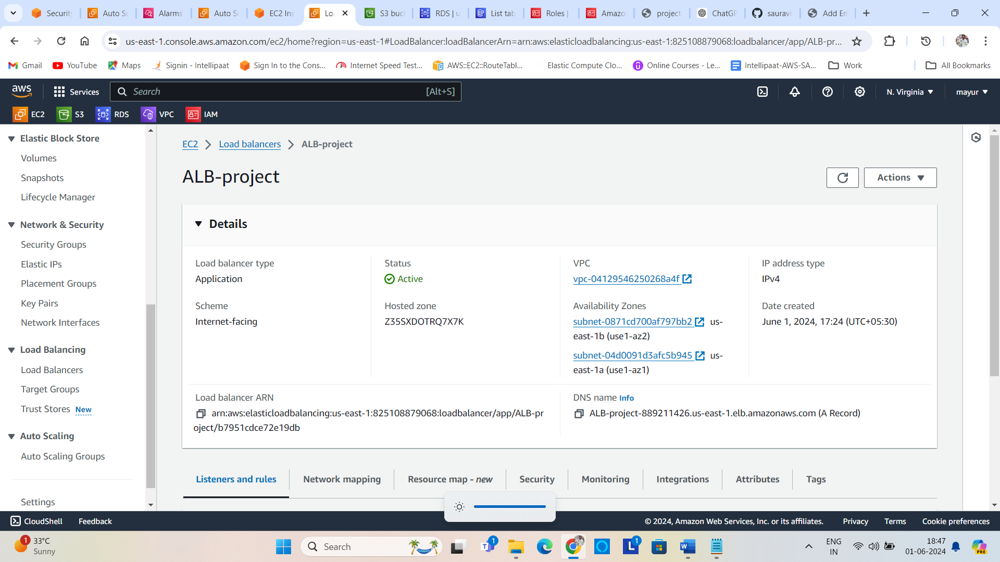 Security
Auto Sc
Alarms
Auto Sc
EC2 Ins
Loa
S3 buck
RDS | u
List tab
Roles |
Amazo
project
ChatGP
sauravi
Add Em
us-east-1.console.aws.amazon.com/ec2/home?region=us-east-1#LoadBalancer:loadBalancerArn=arn:aws:elasticloadbalancing:us-east-1:825108879068:loadbalancer/app/ALB-pr...
Gmail
YouTube
Maps
Signin - Intellipaat
Sign In to the Cons...
Internet Speed Test...
AWS::EC2::RouteTabl...
Elastic Compute Clo...
Online Courses - Le...
Intellipaat-AWS-SA...
Work
All Bookmarks
aws
Services
Search
[Alt+S]
N. Virginia
mayur
EC2
S3
RDS
VPC
IAM
Elastic Block Store
Volumes
Snapshots
Lifecycle Manager
Network & Security
Security Groups
Elastic IPs
Placement Groups
Key Pairs
Network Interfaces
Load Balancing
Load Balancers
Target Groups
Trust Stores New
Auto Scaling
Auto Scaling Groups
Settings
EC2 > Load balancers > ALB-project
ALB-project
Actions
Details
Load balancer type
Application
Status
Active
VPC
vpc-04129546250268a4f
IP address type
IPv4
Scheme
Internet-facing
Hosted zone
Z35SXDOTRQ7X7K
Availability Zones
subnet-0871cd700af797bb2 us-
east-1b (use1-az2)
subnet-04d0091d3afc5b945 us-
east-1a (use1-az1)
Date created
June 1, 2024, 17:24 (UTC+05:30)
Load balancer ARN
arn:aws:elasticloadbalancing:us-east-1:825108879068:loadbalancer/app/ALB-pr
oject/b7951cdce72e19db
DNS name Info
ALB-project-889211426.us-east-1.elb.amazonaws.com (A Record)
Listeners and rules
Network mapping
Resource map - new
Security
Monitoring
Integrations
Attributes
Tags
CloudShell
Feedback
© 2024, Amazon Web Services, Inc. or its affiliates.
Privacy
Terms
Cookie preferences
1
33°C
Sunny
Search
1
1
ENG
IN
18:47
01-06-2024
PRE